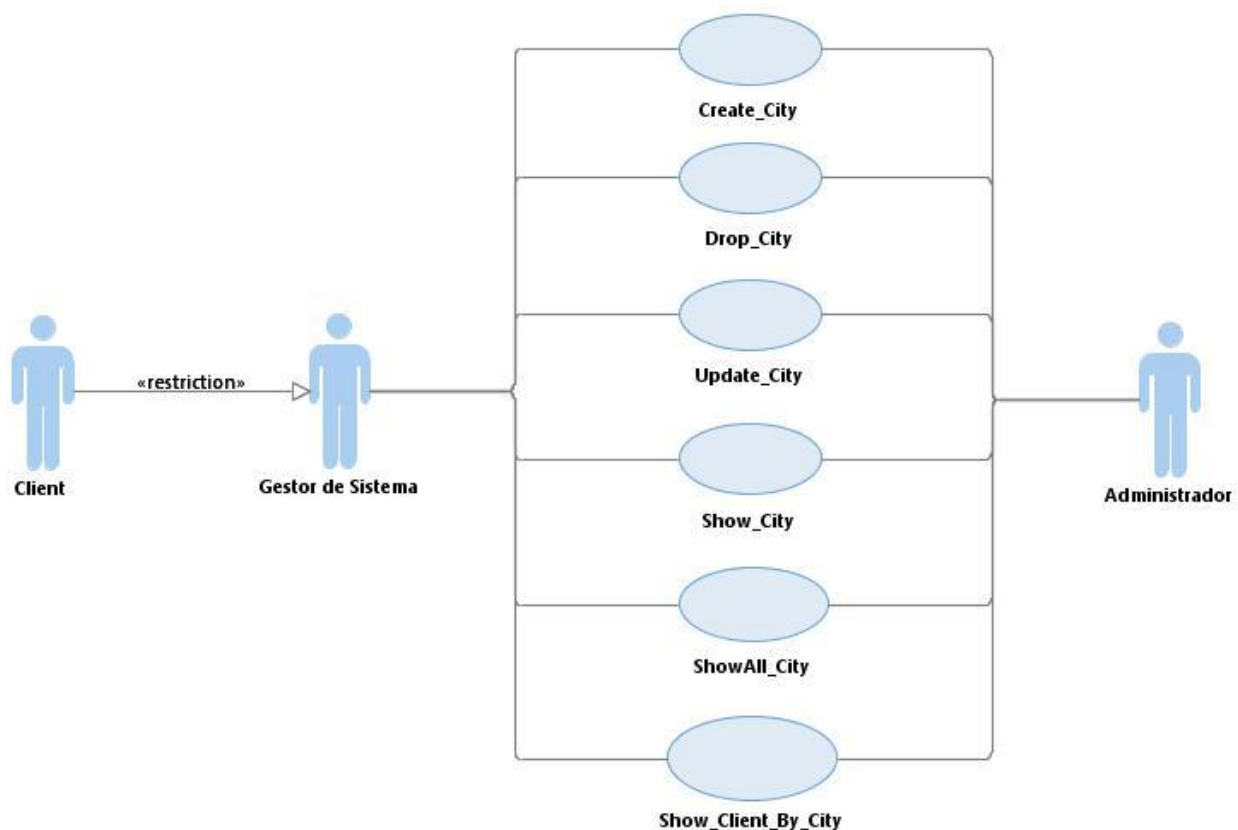 Create_City
Drop_City
Update_City
«restriction»
Client
Gestor de Sistema
Show_City
Administrador
ShowAll_City
Show_Client_By_City